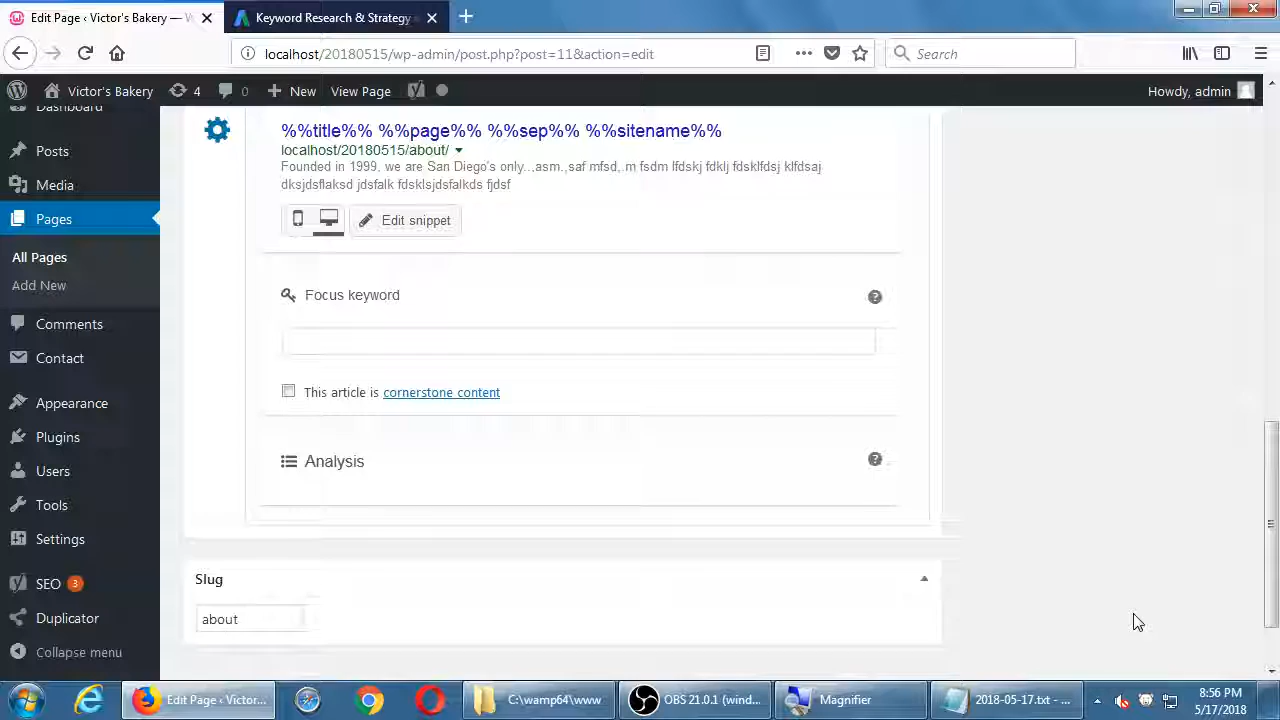 Edit Page ‹ Victor's Bakery — W
Keyword Research & Strategy
localhost/20180515/wp-admin/post.php?post=11&action=edit
Search
Victor's Bakery
4
0
New
View Page
Howdy, admin
Dashboard
Posts
Media
Pages
All Pages
Add New
Comments
Contact
Appearance
Plugins
Users
Tools
Settings
SEO 3
Duplicator
Collapse menu
%%title%% %%page%% %%sep%% %%sitename%%
localhost/20180515/about/
Founded in 1999, we are San Diego's only..,asm.,saf mfsd,.m fsdm lfdskj fdklj fdsklfdsj klfdsaj
dksjdsflaksd jdsfalk fdsklsjdsfalkds fjdsf
Edit snippet
Focus keyword
This article is cornerstone content
Analysis
Slug
about
Edit Page ‹ Victor...
C:\wamp64\www
OBS 21.0.1 (wind...
Magnifier
2018-05-17.txt - ...
8:56 PM
5/17/2018